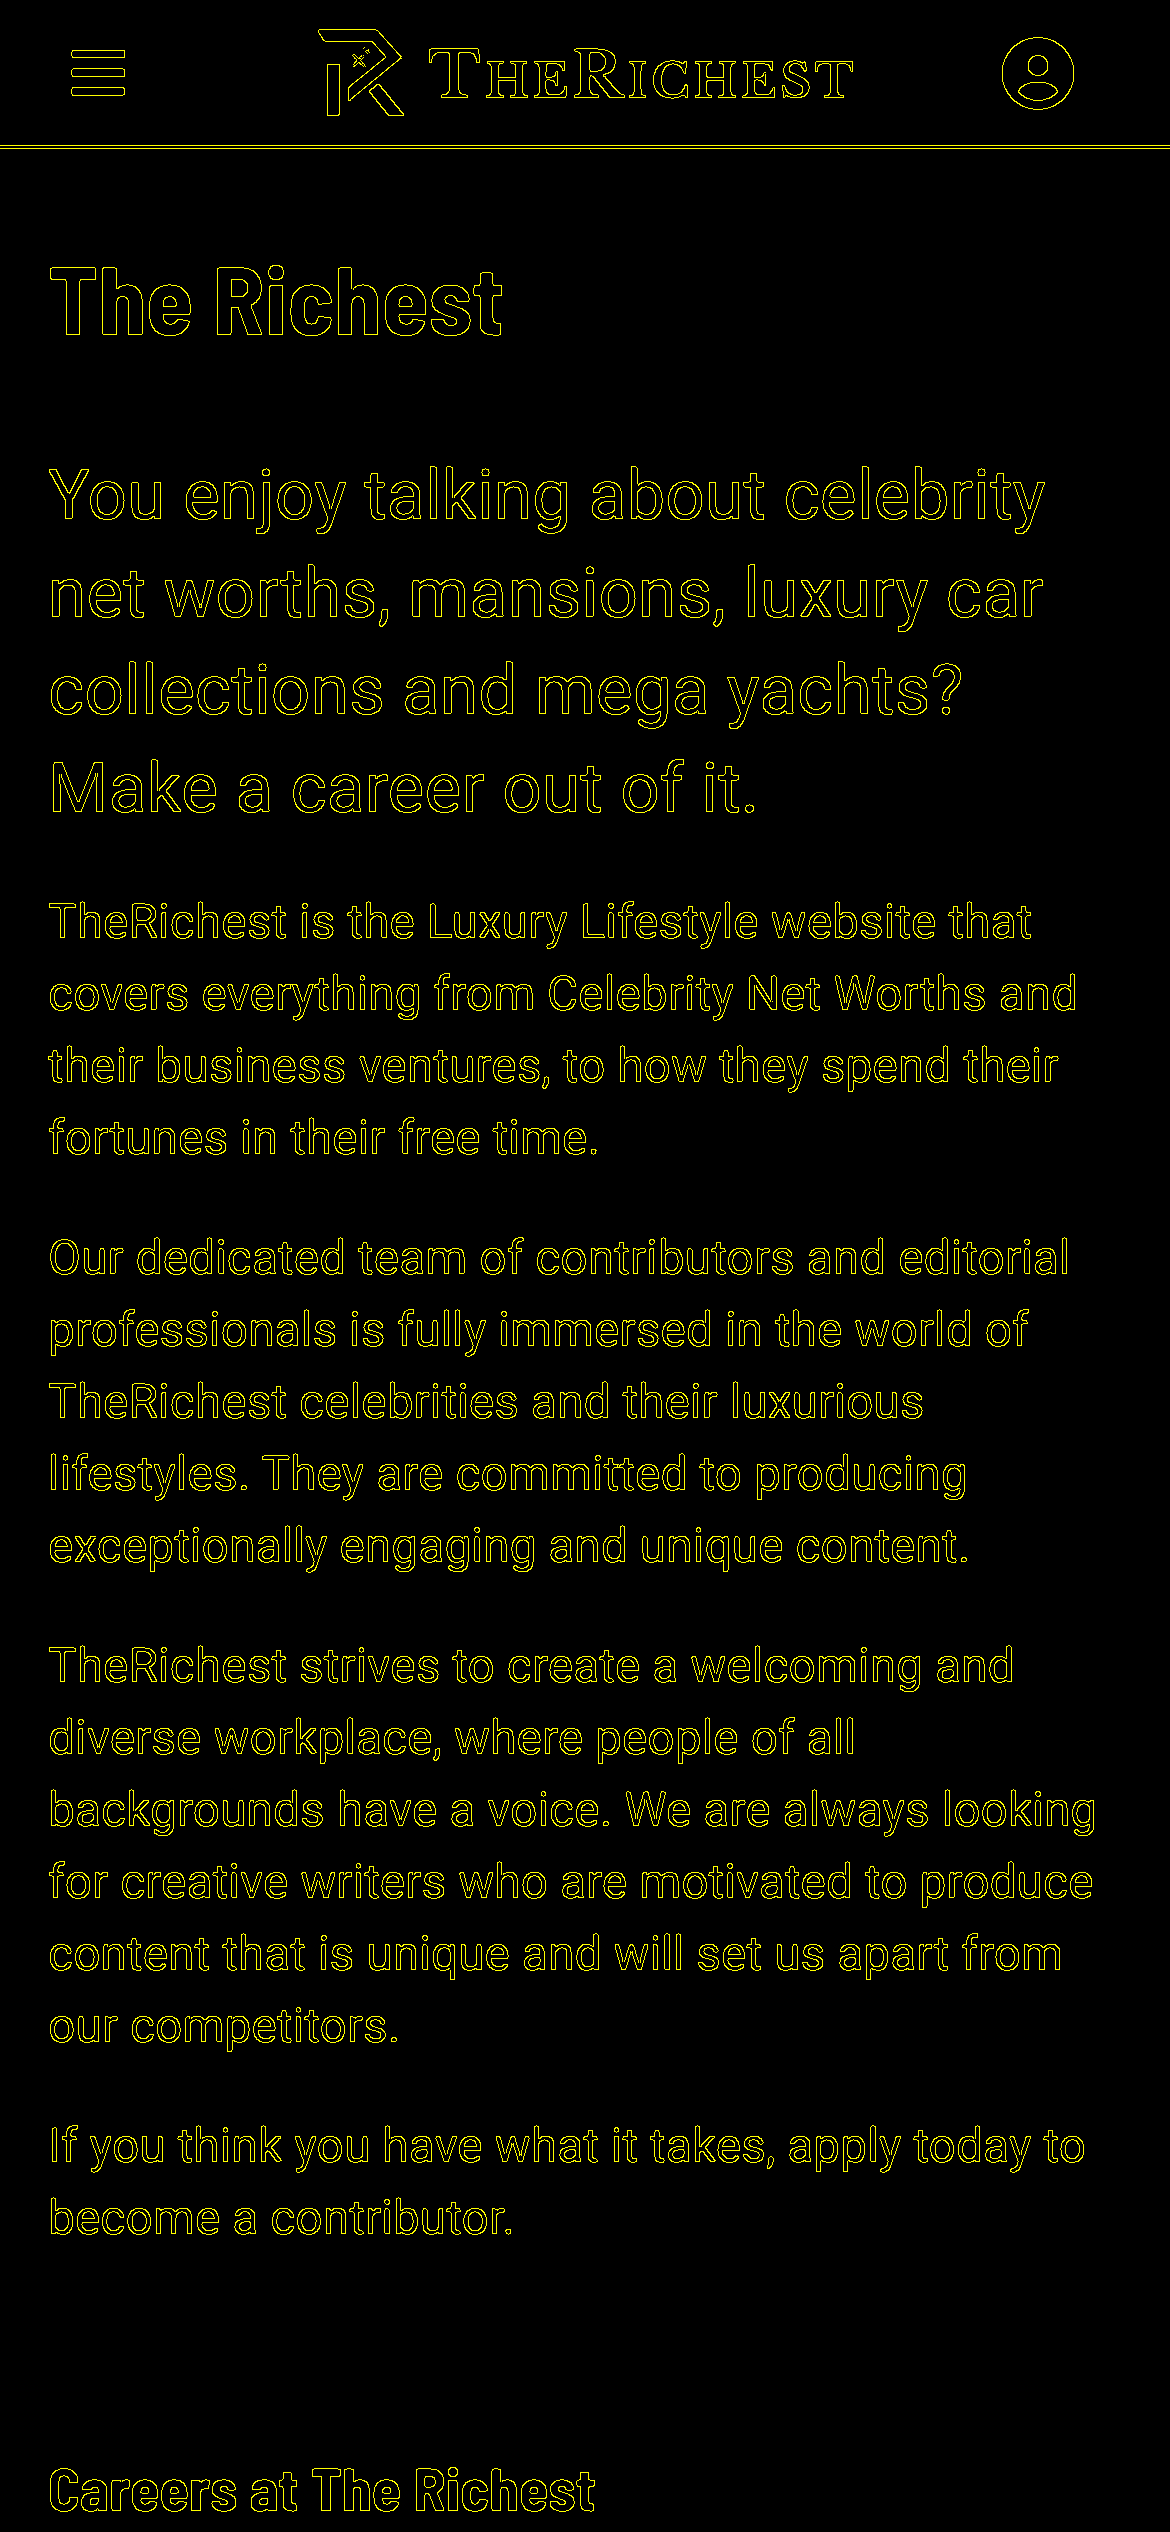 TheRichest
The Richest
You enjoy talking about celebrity
net worths, mansions, luxury car
collections and mega yachts?
Make a career out of it.
TheRichest is the Luxury Lifestyle website that
covers everything from Celebrity Net Worths and
their business ventures, to how they spend their
fortunes in their free time.
Our dedicated team of contributors and editorial
professionals is fully immersed in the world of
TheRichest celebrities and their luxurious
lifestyles. They are committed to producing
exceptionally engaging and unique content.
TheRichest strives to create a welcoming and
diverse workplace, where people of all
backgrounds have a voice. We are always looking
for creative writers who are motivated to produce
content that is unique and will set us apart from
our competitors.
If you think you have what it takes, apply today to
become a contributor.
Careers at The Richest